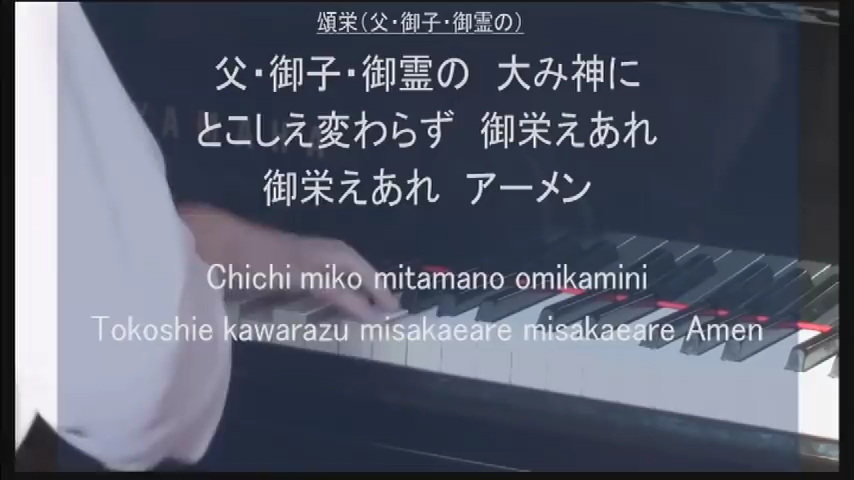 頌栄(父・御子・御霊の)
父・御子・御霊の　大み神に
とこしえ変わらず　御栄えあれ
御栄えあれ　アーメン
YAMAHA
Chichi miko mitamano omikamini
Tokoshie kawarazu misakaeare misakaeare Amen